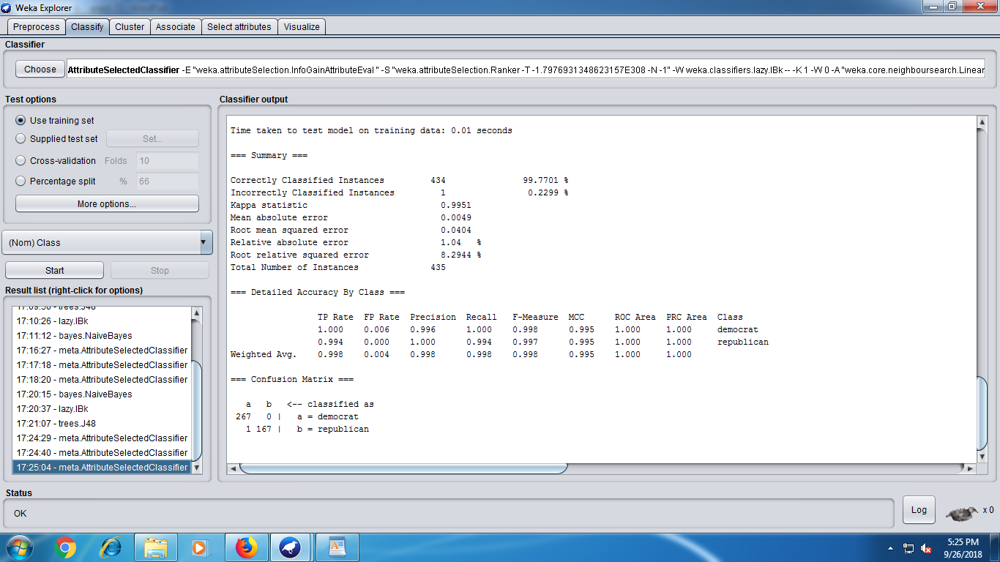 Weka Explorer
Preprocess Classify Cluster Associate Select attributes Visualize
Classifier
Choose AttributeSelectedClassifier -E "weka.attributeSelection.InfoGainAttributeEval " -S "weka.attributeSelection.Ranker -T -1.7976931348623157E308 -N -1" -W weka.classifiers.lazy.IBk -- -K 1 -W 0 -A "weka.core.neighboursearch.Linear
Test options
Use training set
Supplied test set Set...
Cross-validation Folds 10
Percentage split % 66
More options...
(Nom) Class
Start Stop
Result list (right-click for options)
17:09:50 - trees.J48
17:10:26 - lazy.IBk
17:11:12 - bayes.NaiveBayes
17:16:27 - meta.AttributeSelectedClassifier
17:17:18 - meta.AttributeSelectedClassifier
17:18:20 - meta.AttributeSelectedClassifier
17:20:15 - bayes.NaiveBayes
17:20:37 - lazy.IBk
17:21:07 - trees.J48
17:24:29 - meta.AttributeSelectedClassifier
17:24:40 - meta.AttributeSelectedClassifier
17:25:04 - meta.AttributeSelectedClassifier
Classifier output
Time taken to test model on training data: 0.01 seconds
=== Summary ===
Correctly Classified Instances 434 99.7701 %
Incorrectly Classified Instances 1 0.2299 %
Kappa statistic 0.9951
Mean absolute error 0.0049
Root mean squared error 0.0404
Relative absolute error 1.04 %
Root relative squared error 8.2944 %
Total Number of Instances 435
=== Detailed Accuracy By Class ===
TP Rate FP Rate Precision Recall F-Measure MCC ROC Area PRC Area Class
1.000 0.006 0.996 1.000 0.998 0.995 1.000 1.000 democrat
0.994 0.000 1.000 0.994 0.997 0.995 1.000 1.000 republican
Weighted Avg. 0.998 0.004 0.998 0.998 0.998 0.995 1.000 1.000
=== Confusion Matrix ===
a b <-- classified as
267 0 | a = democrat
1 167 | b = republican
Status
OK
Log x 0
5:25 PM
9/26/2018